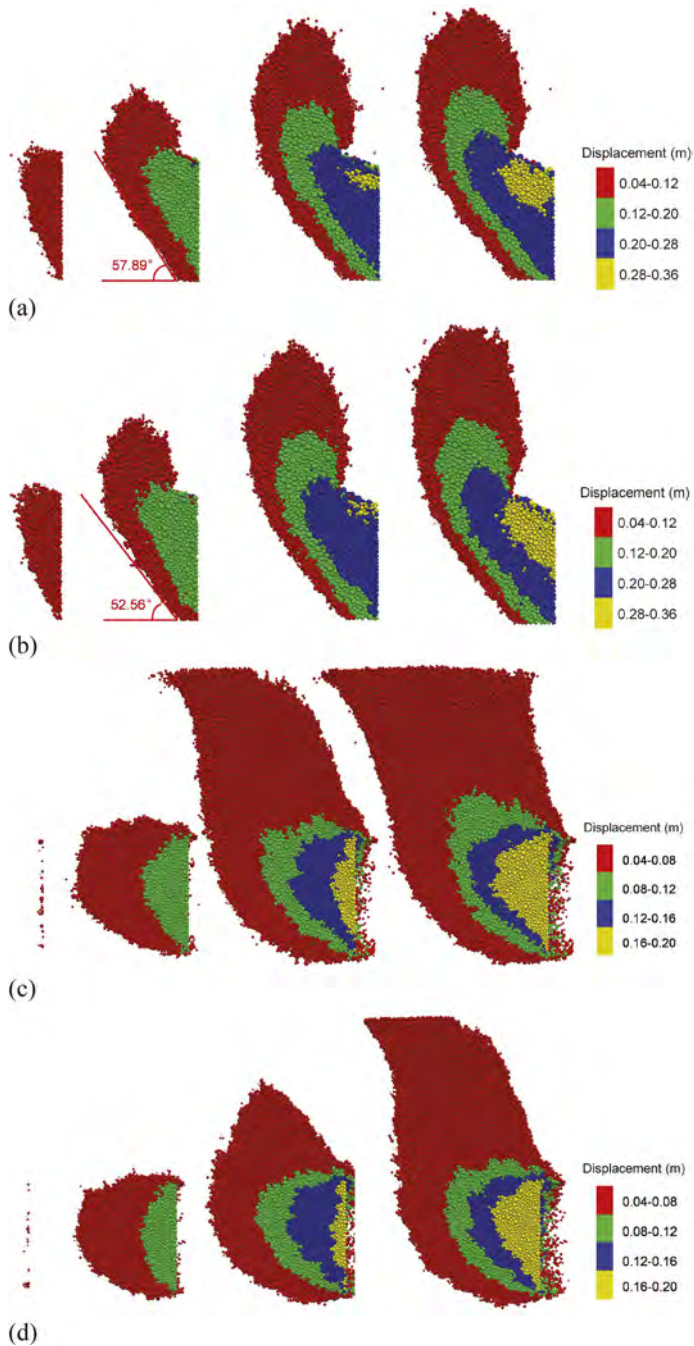 Displacement (m)
0.04-0.12
0.12-0.20
0.20-0.28
0.28-0.36
57.89°
(a)
Displacement (m)
0.04-0.12
0.12-0.20
0.20-0.28
0.28-0.36
52.56°
(b)
Displacement (m)
0.04-0.08
0.08-0.12
0.12-0.16
0.16-0.20
(c)
Displacement (m)
0.04-0.08
0.08-0.12
0.12-0.16
0.16-0.20
(d)